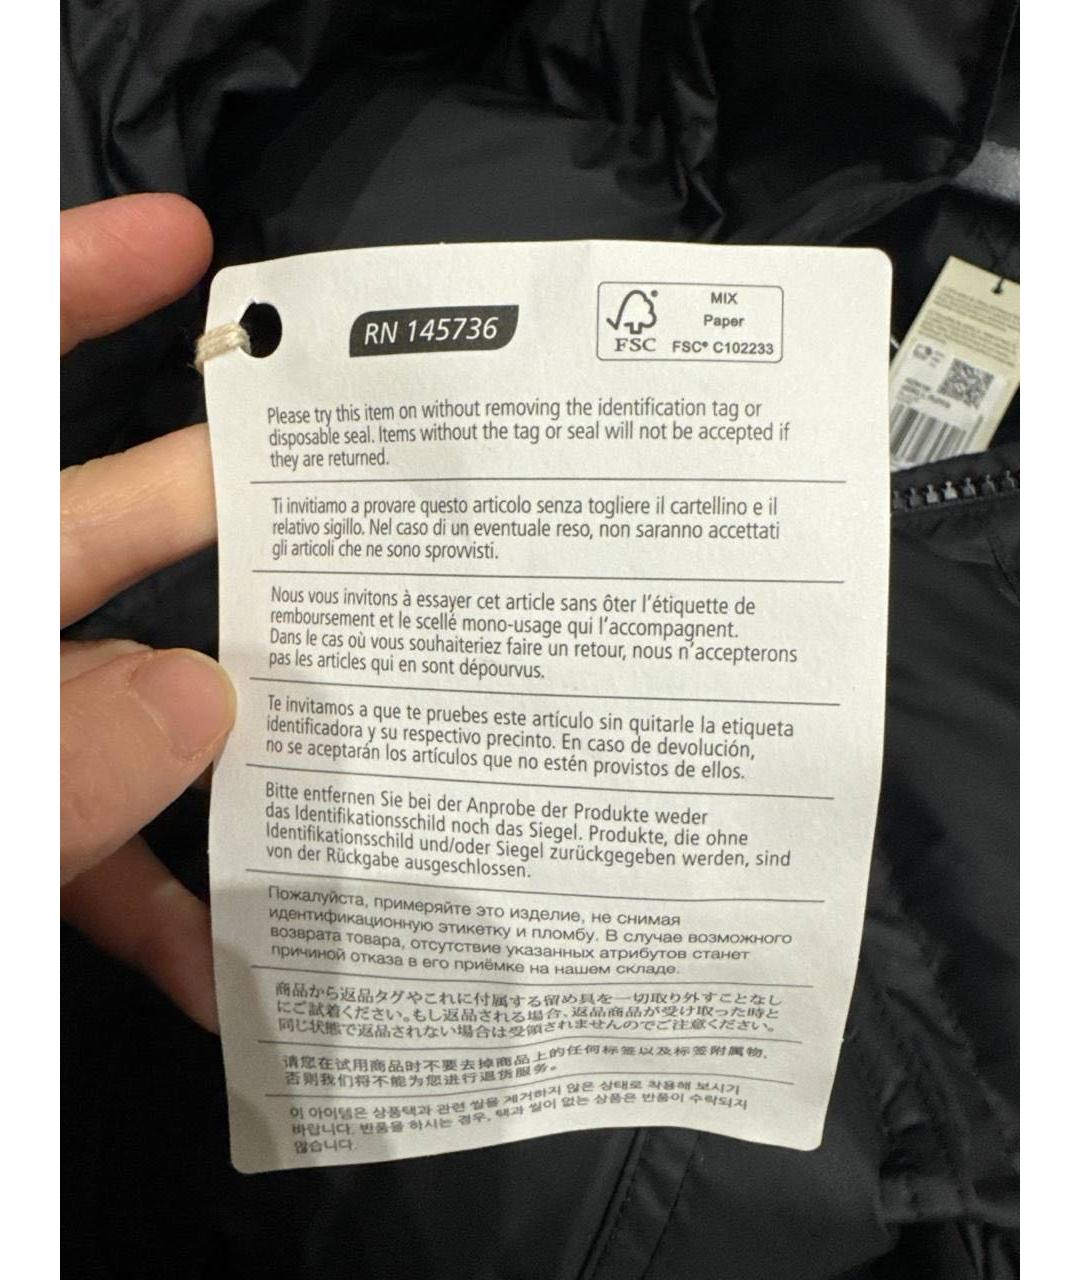 RN 145736
FSC
MIX
Paper
FSC® C102233
Please try this item on without removing the identification tag or
disposable seal. Items without the tag or seal will not be accepted if
they are returned.
Ti invitiamo a provare questo articolo senza togliere il cartellino e il
relativo sigillo. Nel caso di un eventuale reso, non saranno accettati
gli articoli che ne sono sprovvisti.
Nous vous invitons à essayer cet article sans ôter l'étiquette de
remboursement et le scellé mono-usage qui l'accompagnent.
Dans le cas où vous souhaiteriez faire un retour, nous n'accepterons
pas les articles qui en sont dépourvus.
Te invitamos a que te pruebes este artículo sin quitarle la etiqueta
identificadora y su respectivo precinto. En caso de devolución,
no se aceptarán los artículos que no estén provistos de ellos.
Bitte entfernen Sie bei der Anprobe der Produkte weder
das Identifikationsschild noch das Siegel. Produkte, die ohne
Identifikationsschild und/oder Siegel zurückgegeben werden, sind
von der Rückgabe ausgeschlossen.
Пожалуйста, примеряйте это изделие, не снимая
идентификационную этикетку и пломбу. В случае возможного
возврата товара, отсутствие указанных атрибутов станет
причиной отказа в его приёмке на нашем складе.
商品から返品タグやこれに付属する留め具を一切取り外すことなし
にご試着ください。もし返品される場合、返品商品が受け取った時と
同じ状態で返品されない場合は受領されませんのでご注意ください。
请您在试用商品时不要去掉商品上的任何标签以及标签附属物,
否则我们将不能为您进行退货服务。
이 아이템은 상품택과 관련 씰을 제거하지 않은 상태로 착용해 보시기
바랍니다. 반품을 하시는 경우, 택과 씰이 없는 상품은 반품이 수락되지
않습니다.